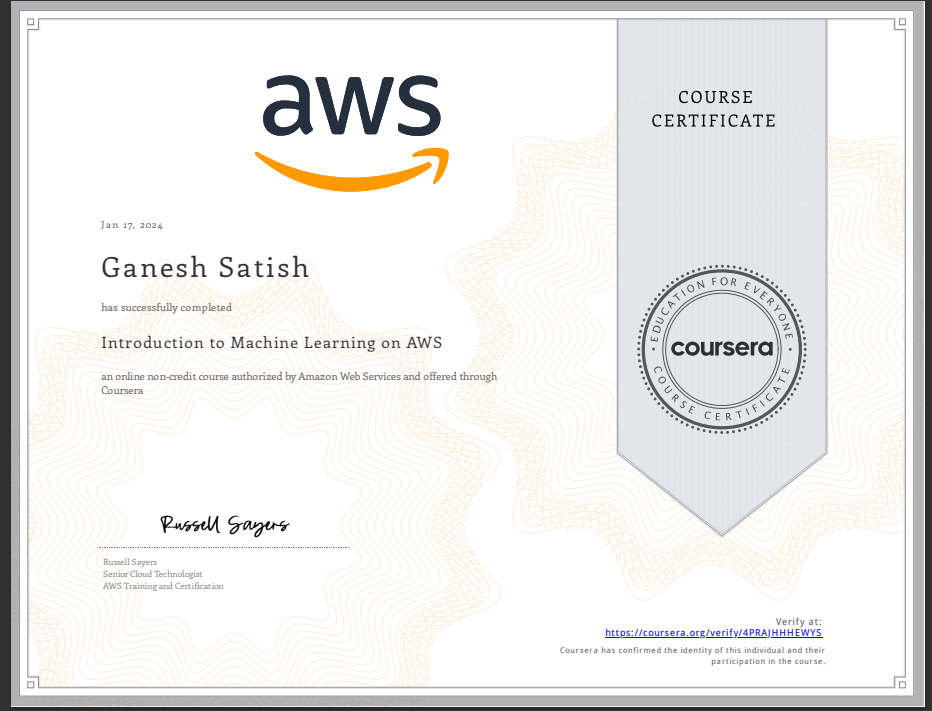 aws
COURSE
CERTIFICATE
Jan 17, 2024
Ganesh Satish
has successfully completed
Introduction to Machine Learning on AWS
an online non-credit course authorized by Amazon Web Services and offered through
Coursera
EDUCATION FOR EVERYONE
coursera
COURSE CERTIFICATE
Russell Sayers
Russell Sayers
Senior Cloud Technologist
AWS Training and Certification
Verify at:
https://coursera.org/verify/4PRAJHHHEWYS
Coursera has confirmed the identity of this individual and their
participation in the course.